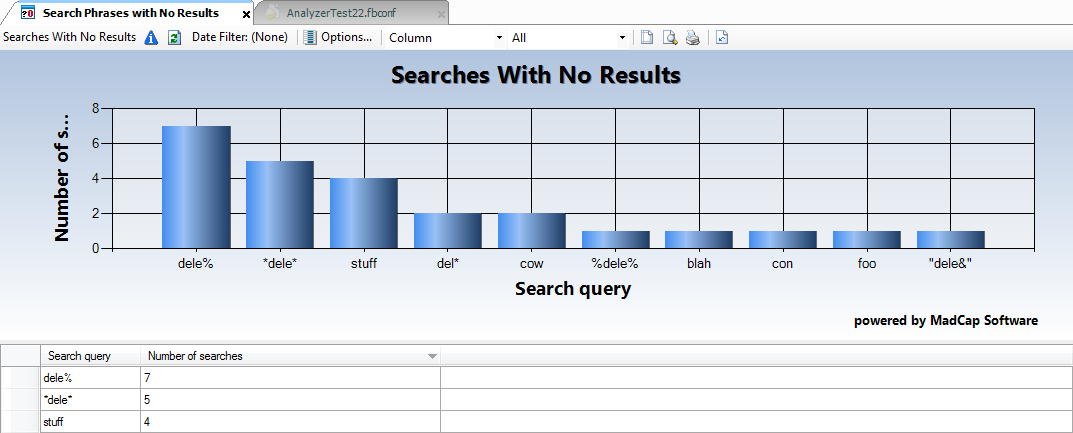 Search Phrases with No Results
AnalyzerTest22.fbconf
Searches With No Results Date Filter: (None) Options... Column All
Searches With No Results
Number of s...
8
6
4
2
0
dele% *dele* stuff del* cow %dele% blah con foo "dele&"
Search query
powered by MadCap Software
Search query Number of searches
dele% 7
*dele* 5
stuff 4